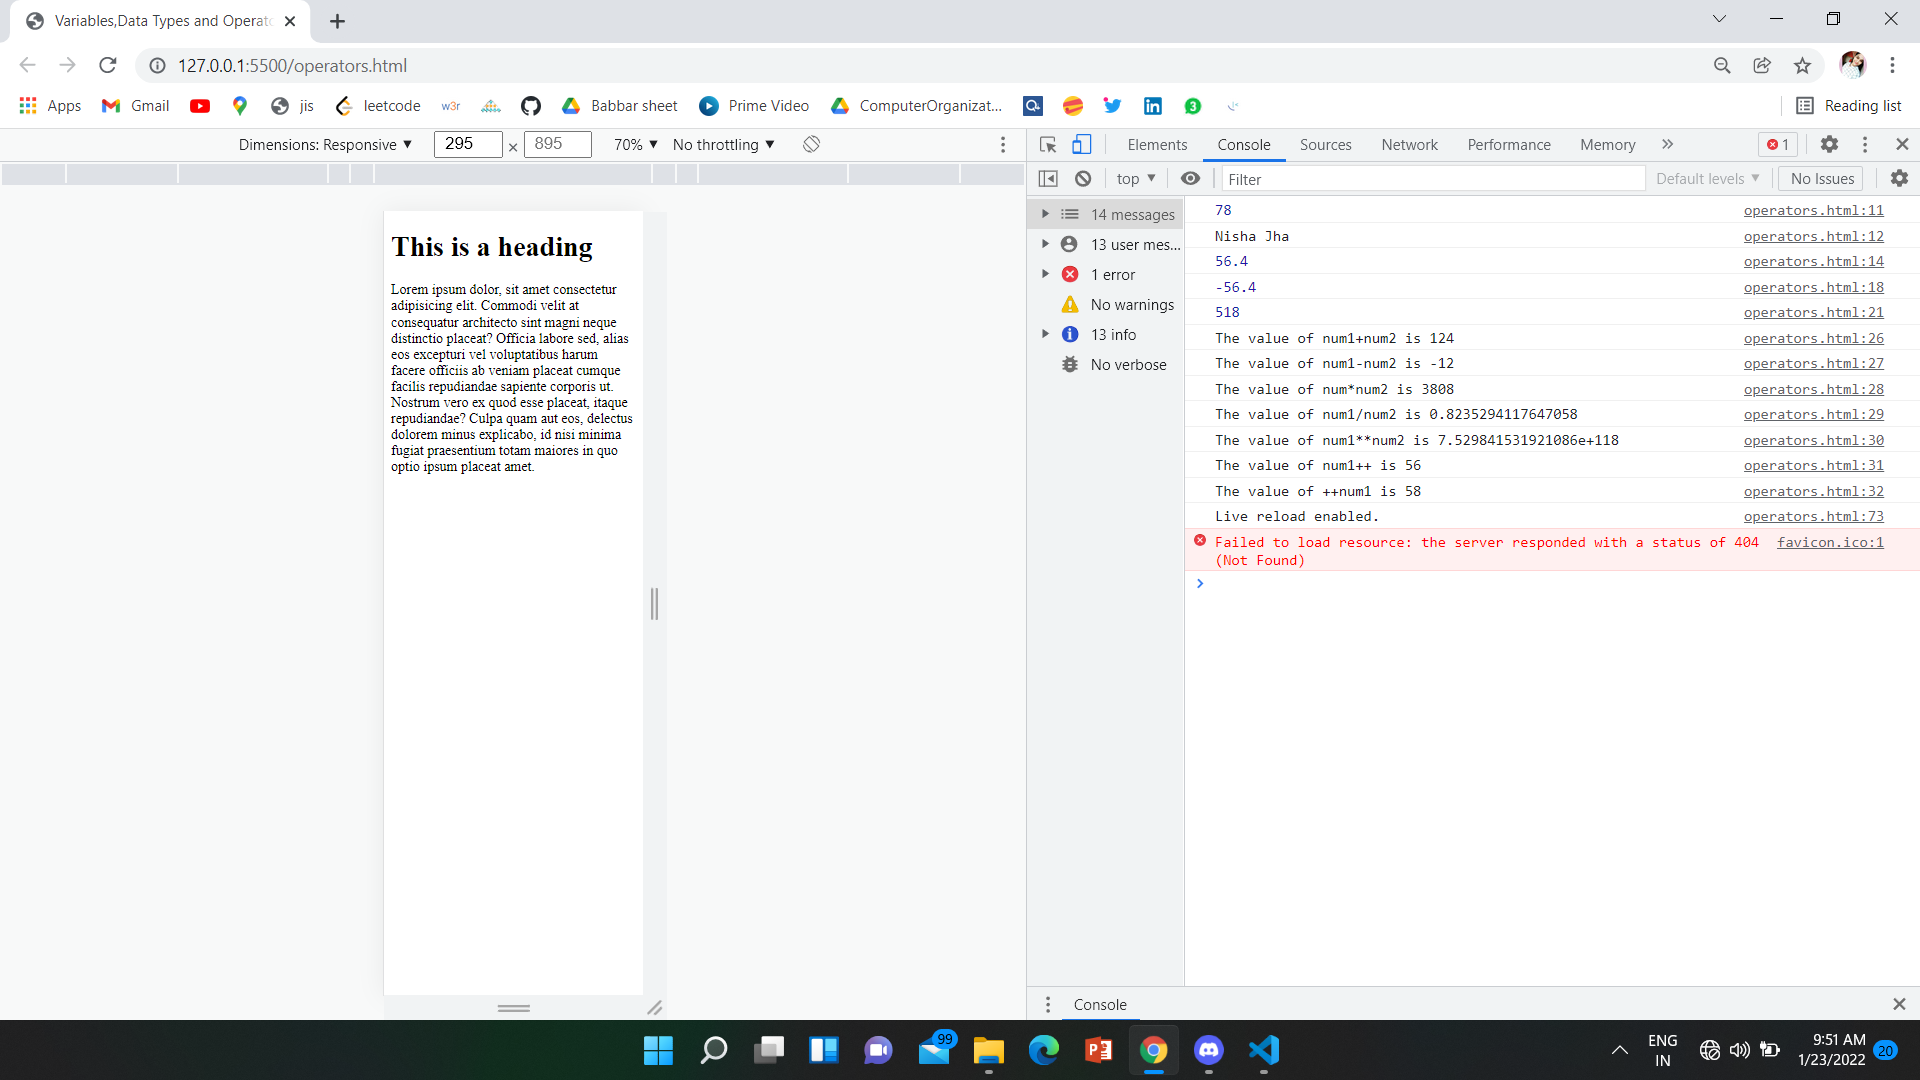 Variables,Data Types and Operato
127.0.0.1:5500/operators.html
Apps
Gmail
jis
leetcode
w3r
Babbar sheet
Prime Video
ComputerOrganizat...
3
Reading list
Dimensions: Responsive
295
×
895
70%
No throttling
Elements
Console
Sources
Network
Performance
Memory
1
top
Filter
Default levels
No Issues
14 messages
13 user mes...
1 error
No warnings
13 info
No verbose
This is a heading
Lorem ipsum dolor, sit amet consectetur
adipisicing elit. Commodi velit at
consequatur architecto sint magni neque
distinctio placeat? Officia labore sed, alias
eos excepturi vel voluptatibus harum
facere officiis ab veniam placeat cumque
facilis repudiandae sapiente corporis ut.
Nostrum vero ex quod esse placeat, itaque
repudiandae? Culpa quam aut eos, delectus
dolorem minus explicabo, id nisi minima
fugiat praesentium totam maiores in quo
optio ipsum placeat amet.
78 operators.html:11
Nisha Jha operators.html:12
56.4 operators.html:14
-56.4 operators.html:18
518 operators.html:21
The value of num1+num2 is 124 operators.html:26
The value of num1-num2 is -12 operators.html:27
The value of num*num2 is 3808 operators.html:28
The value of num1/num2 is 0.8235294117647058 operators.html:29
The value of num1**num2 is 7.529841531921086e+118 operators.html:30
The value of num1++ is 56 operators.html:31
The value of ++num1 is 58 operators.html:32
Live reload enabled. operators.html:73
Failed to load resource: the server responded with a status of 404 favicon.ico:1
(Not Found)
Console
99
ENG
IN
9:51 AM
1/23/2022
20